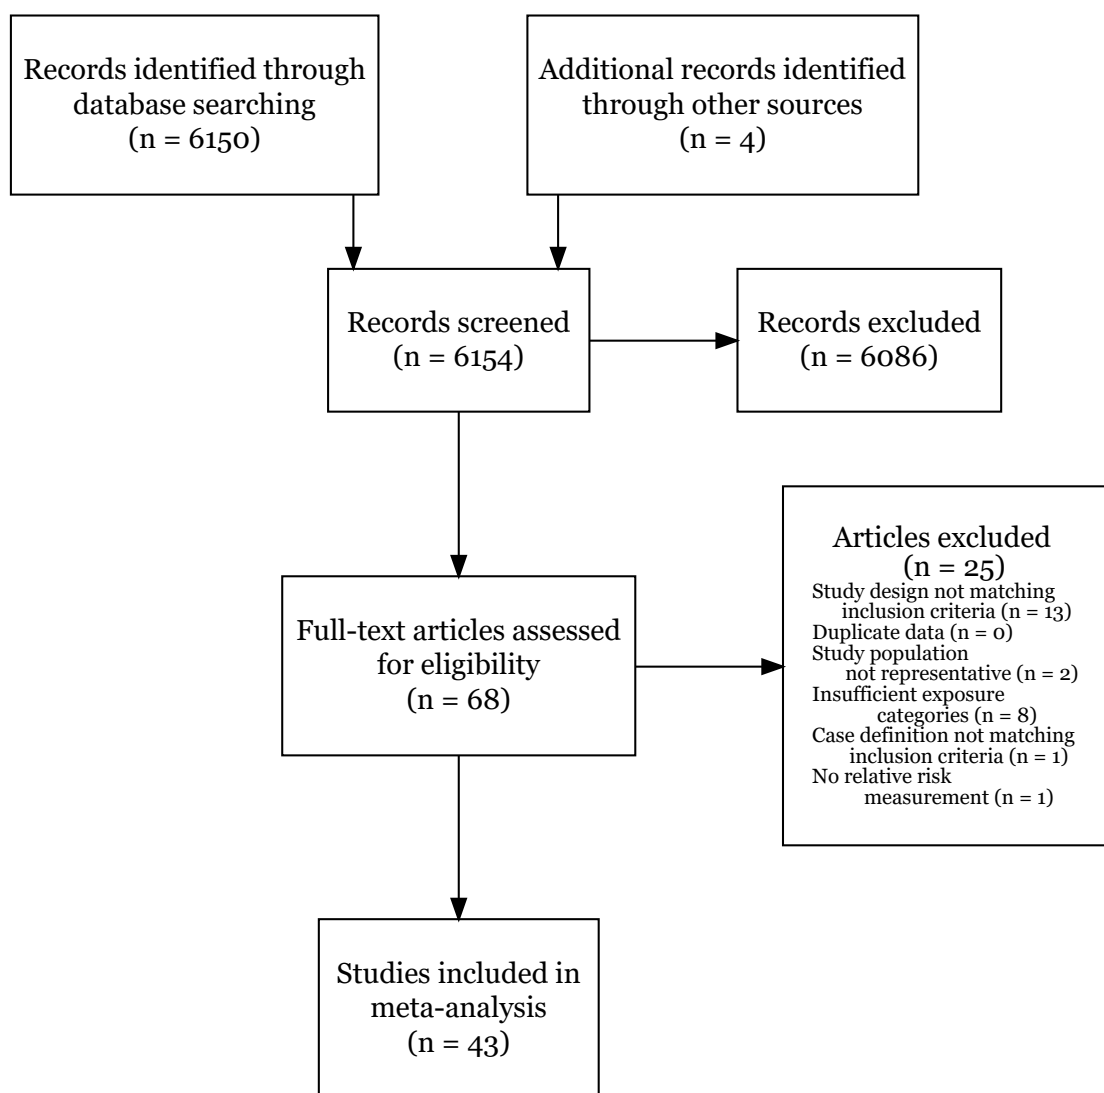 Records identified through
database searching
(n = 6150)
Additional records identified
through other sources
(n = 4)
Records screened
(n = 6154)
Records excluded
(n = 6086)
Full-text articles assessed
for eligibility
(n = 68)
Articles excluded
(n = 25)
Study design not matching
inclusion criteria (n = 13)
Duplicate data (n = 0)
Study population
not representative (n = 2)
Insufficient exposure
categories (n = 8)
Case definition not matching
inclusion criteria (n = 1)
No relative risk
measurement (n = 1)
Studies included in
meta-analysis
(n = 43)